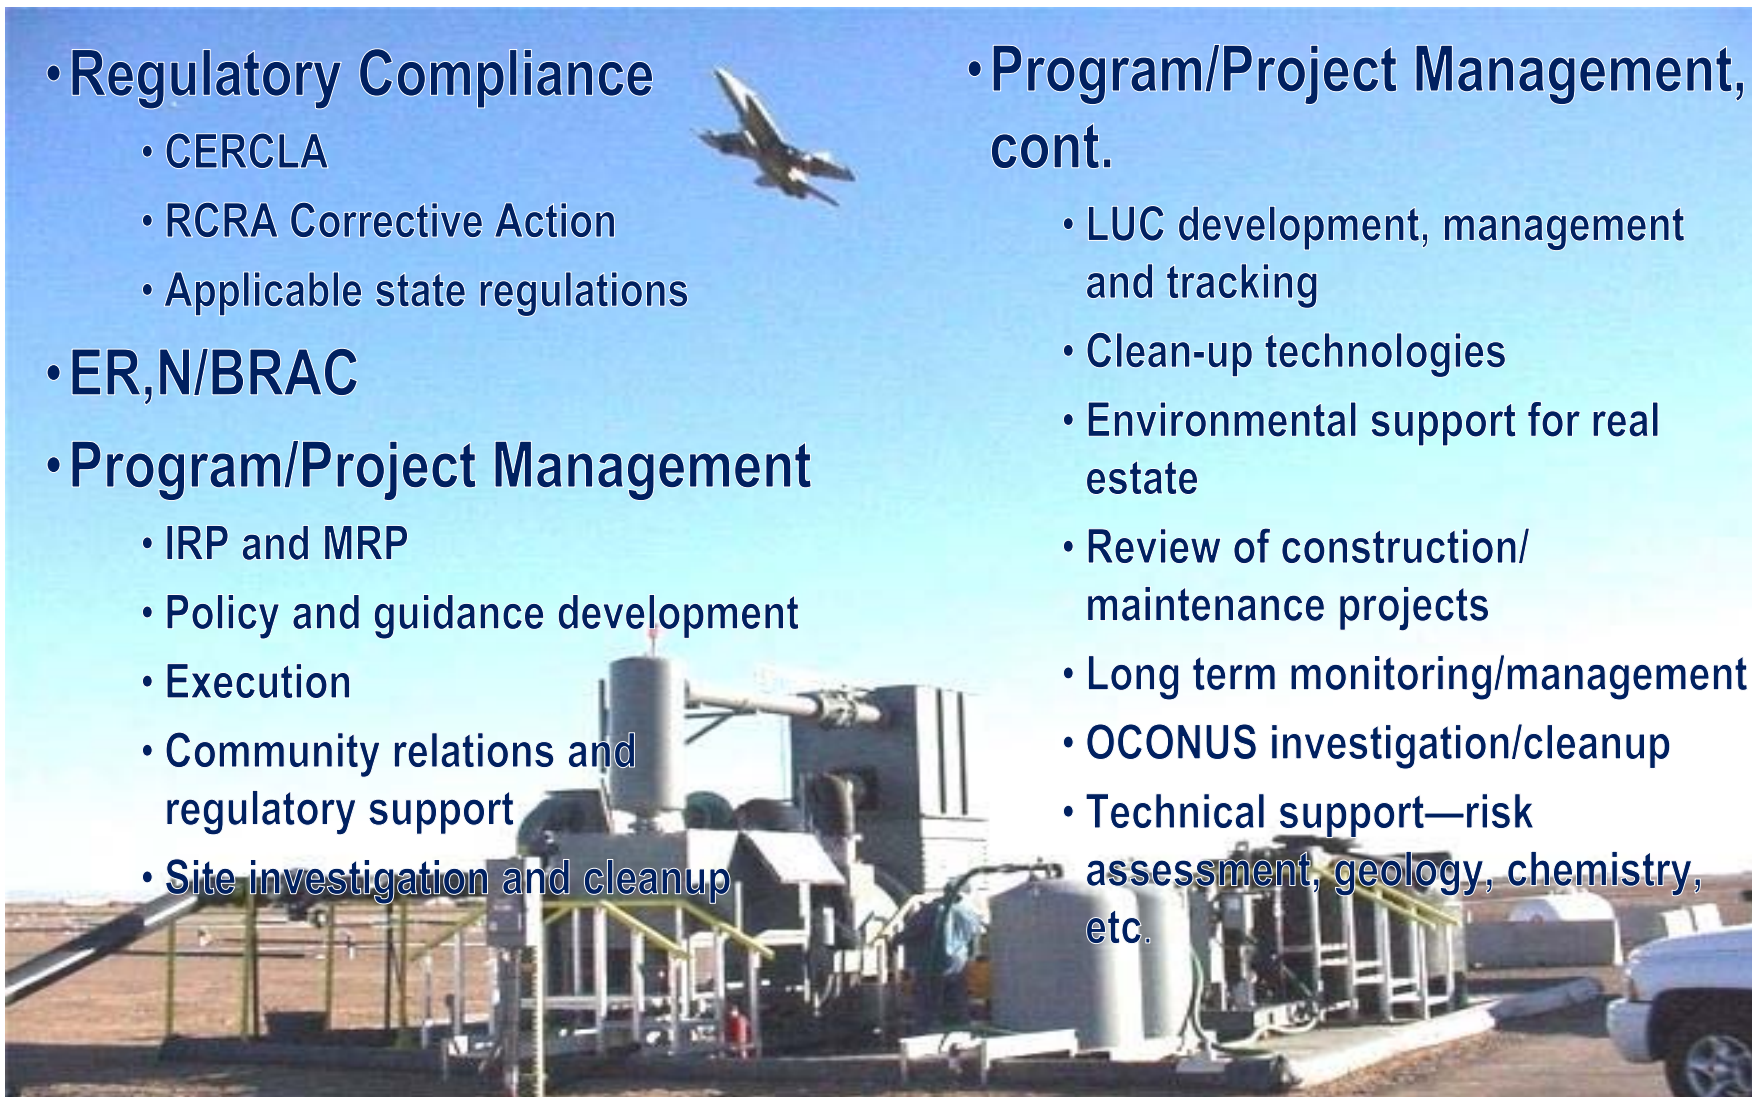 • Regulatory Compliance
• CERCLA
• RCRA Corrective Action
• Applicable state regulations
• ER,N/BRAC
• Program/Project Management
• IRP and MRP
• Policy and guidance development
• Execution
• Community relations and
regulatory support
• Site investigation and cleanup
• Program/Project Management,
cont.
• LUC development, management
and tracking
• Clean-up technologies
• Environmental support for real
estate
• Review of construction/
maintenance projects
• Long term monitoring/management
• OCONUS investigation/cleanup
• Technical support—risk
assessment, geology, chemistry,
etc.